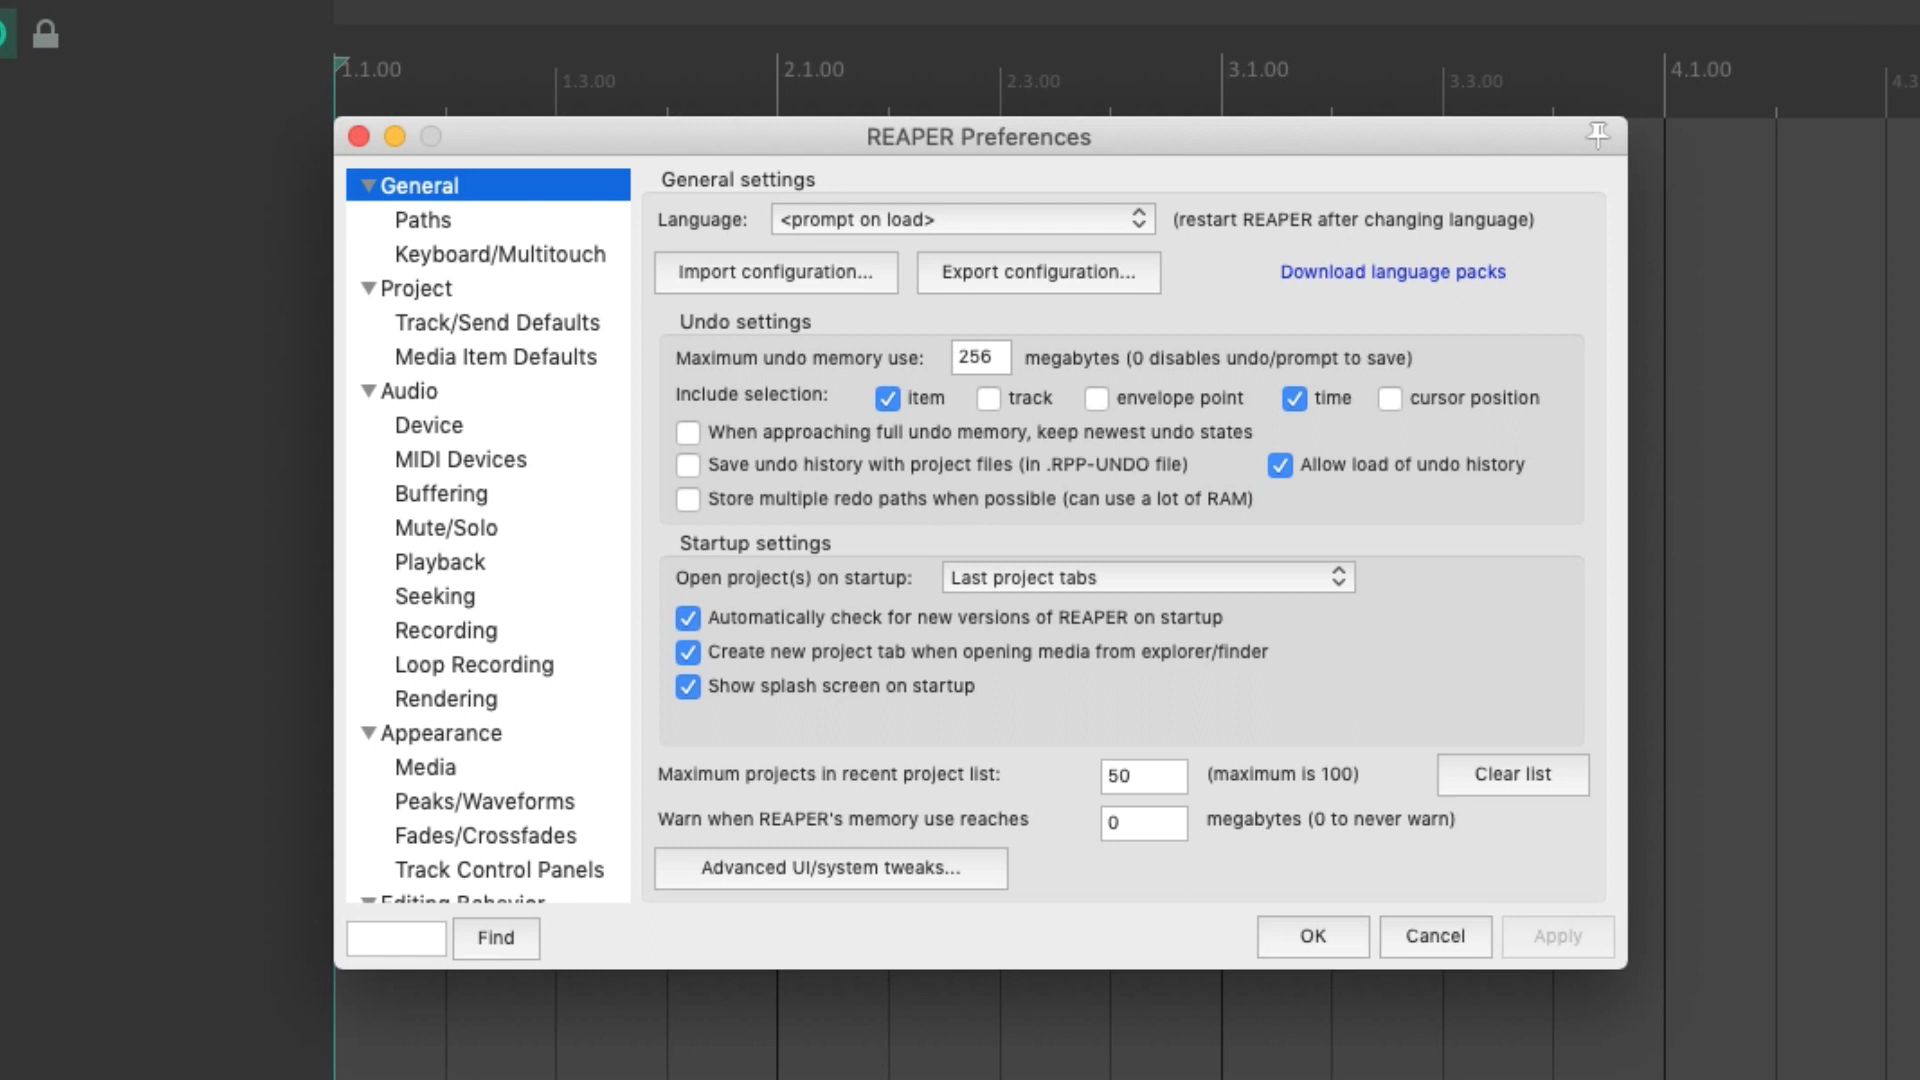 1.1.00
1.3.00
2.1.00
2.3.00
3.1.00
3.3.00
4.1.00
4.3
REAPER Preferences
General
Paths
Keyboard/Multitouch
Project
Track/Send Defaults
Media Item Defaults
Audio
Device
MIDI Devices
Buffering
Mute/Solo
Playback
Seeking
Recording
Loop Recording
Rendering
Appearance
Media
Peaks/Waveforms
Fades/Crossfades
Track Control Panels
Editing Behavior
Find
General settings
Language: <prompt on load> (restart REAPER after changing language)
Import configuration... Export configuration... Download language packs
Undo settings
Maximum undo memory use: 256 megabytes (0 disables undo/prompt to save)
Include selection: item track envelope point time cursor position
When approaching full undo memory, keep newest undo states
Save undo history with project files (in .RPP-UNDO file) Allow load of undo history
Store multiple redo paths when possible (can use a lot of RAM)
Startup settings
Open project(s) on startup: Last project tabs
Automatically check for new versions of REAPER on startup
Create new project tab when opening media from explorer/finder
Show splash screen on startup
Maximum projects in recent project list: 50 (maximum is 100) Clear list
Warn when REAPER's memory use reaches 0 megabytes (0 to never warn)
Advanced UI/system tweaks...
OK Cancel Apply